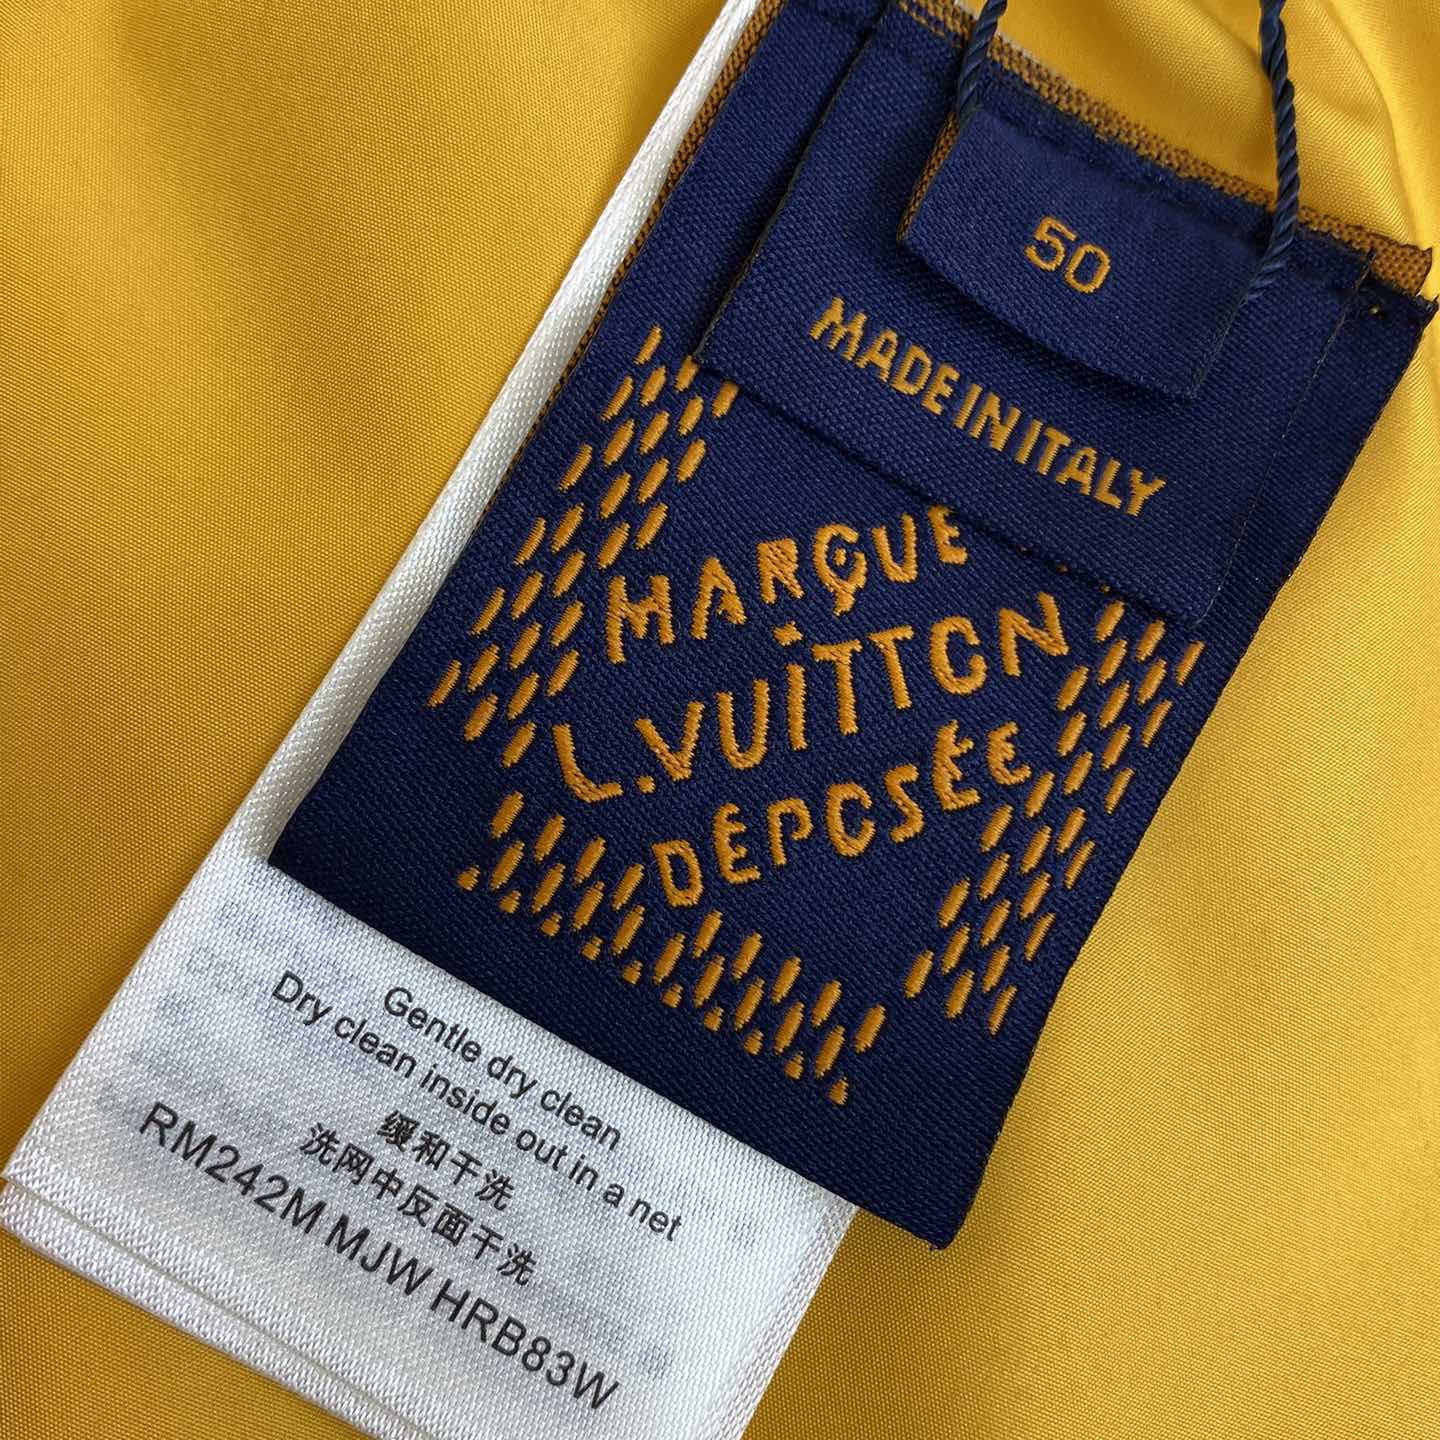 50
MADE IN ITALY
MARQUE
L.VUITTON
DÉPOSÉE
Gentle dry clean
Dry clean inside out in a net
缓和干洗
洗网中反面干洗
RM242M MJW HRB83W